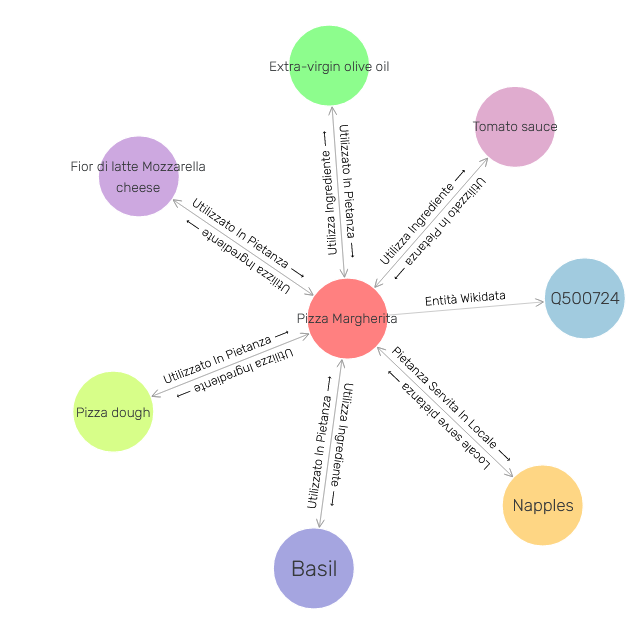 Extra-virgin olive oil
Tomato sauce
Fior di latte Mozzarella
cheese
Utilizzato In Pietanza ⟶
Utilizza Ingrediente ⟶
Utilizza Ingrediente ⟶
Utilizzato In Pietanza ⟶
Utilizzato In Pietanza ⟶
Utilizza Ingrediente ⟶
Entità Wikidata
Q500724
Pizza Margherita
Utilizzato In Pietanza ⟶
Utilizza Ingrediente ⟶
Pietanza Servita In Locale ⟶
Locale serve pietanza ⟶
Pizza dough
Utilizzato In Pietanza ⟶
Utilizza Ingrediente ⟶
Napples
Basil